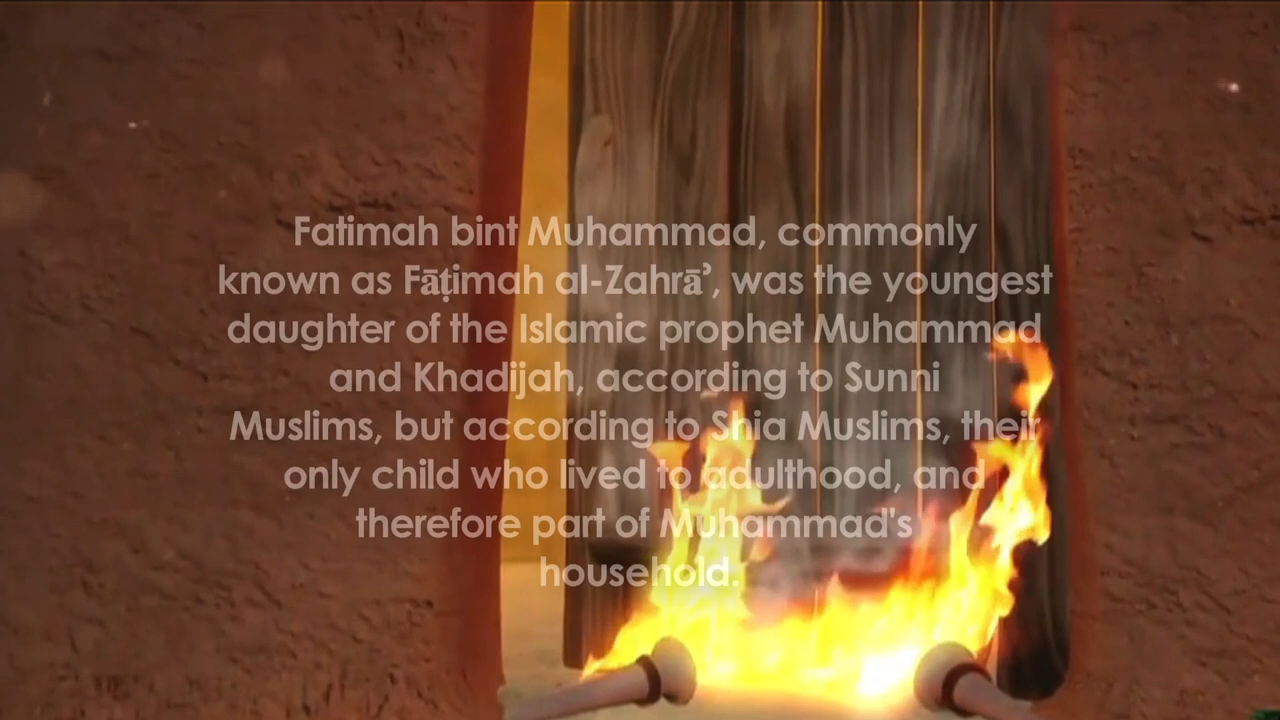 Fatimah bint Muhammad, commonly
known as Fāṭimah al-Zahrāʾ, was the youngest
daughter of the Islamic prophet Muhammad
and Khadijah, according to Sunni
Muslims, but according to Shia Muslims, their
only child who lived to adulthood, and
therefore part of Muhammad's
household.